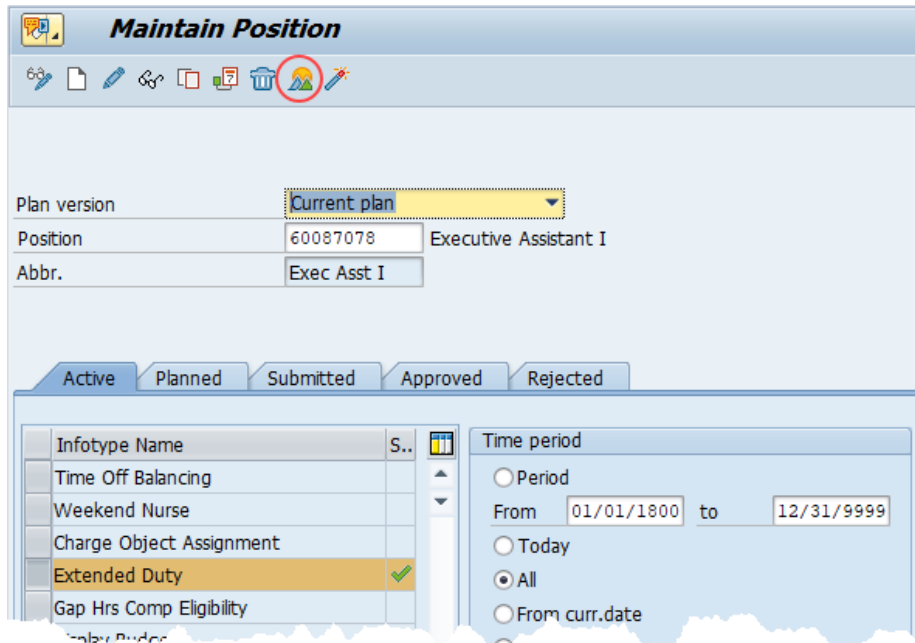 Maintain Position
Plan version Current plan
Position 60087078 Executive Assistant I
Abbr. Exec Asst I
Active Planned Submitted Approved Rejected
Infotype Name S..
Time Off Balancing
Weekend Nurse
Charge Object Assignment
Extended Duty
Gap Hrs Comp Eligibility
Time period
Period
From 01/01/1800 to 12/31/9999
Today
All
From curr.date